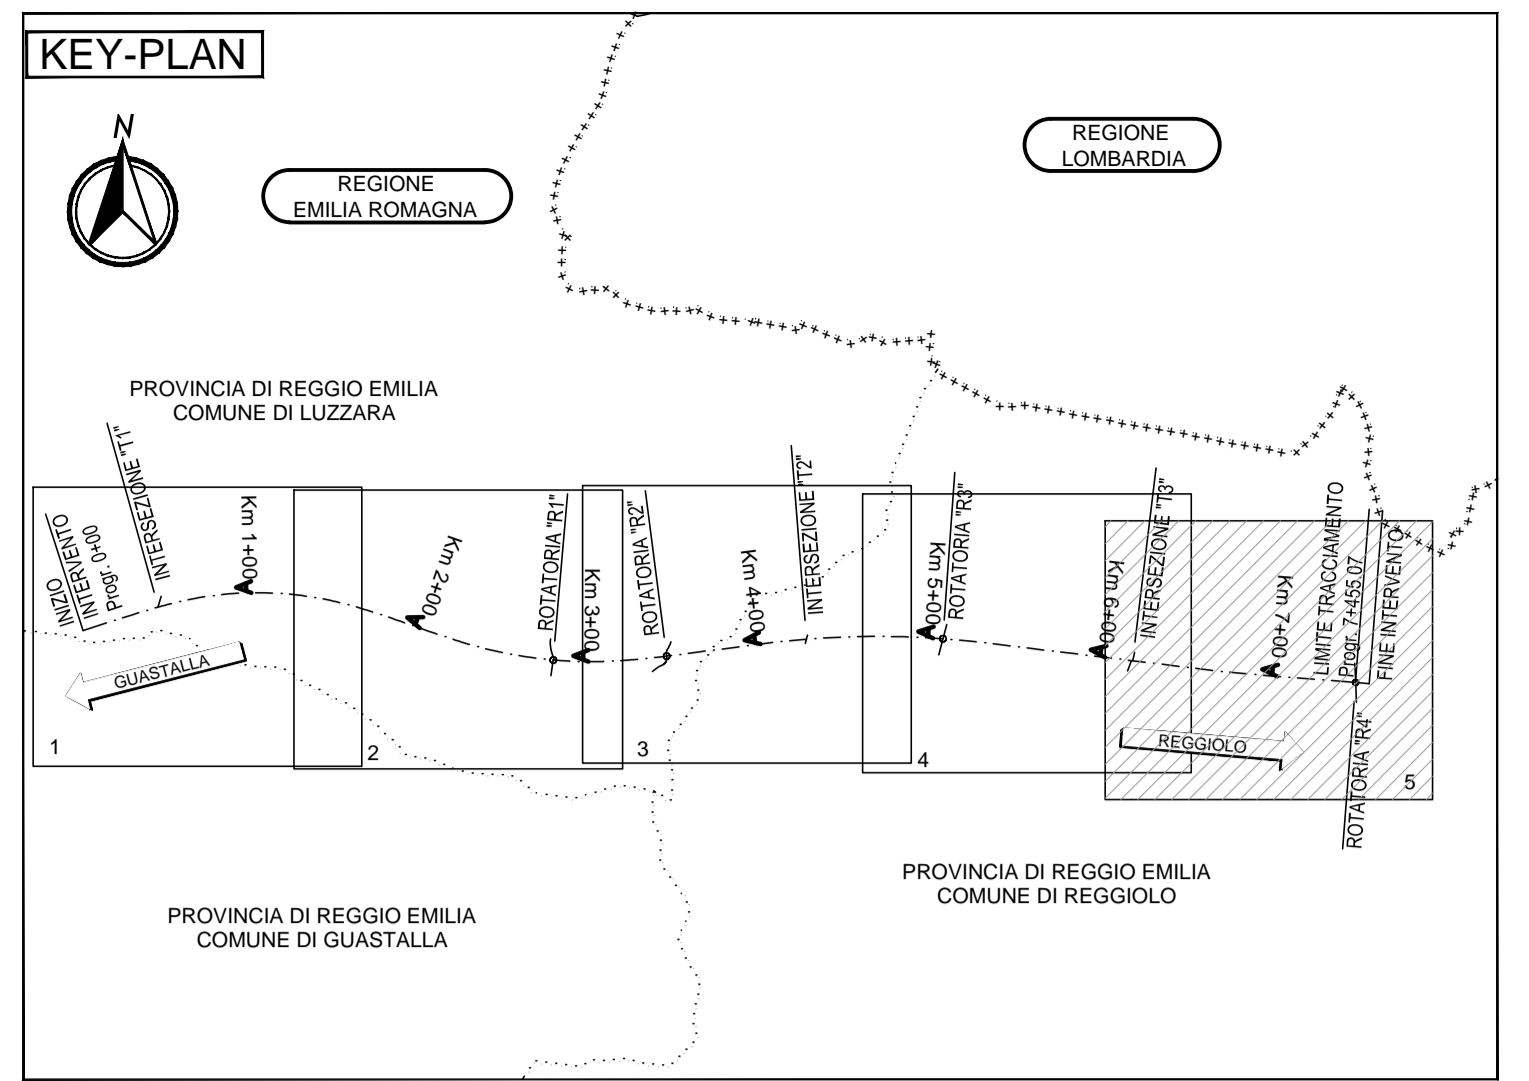 KEY-PLAN
N
REGIONE
EMILIA ROMAGNA
REGIONE
LOMBARDIA
PROVINCIA DI REGGIO EMILIA
COMUNE DI LUZZARA
INIZIO
INTERVENTO
Progr. 0+00
INTERSEZIONE "T1"
Km 1+00
Km 2+00
ROTATORIA "R1"
Km 3+00
ROTATORIA "R2"
Km 4+00
INTERSEZIONE "T2"
Km 5+00
ROTATORIA "R3"
Km 6+00
INTERSEZIONE "T3"
Km 7+00
LIMITE TRACCIAMENTO
Progr. 7+455.07
FINE INTERVENTO
ROTATORIA "R4"
GUASTALLA
REGGIOLO
1
2
3
4
5
PROVINCIA DI REGGIO EMILIA
COMUNE DI REGGIOLO
PROVINCIA DI REGGIO EMILIA
COMUNE DI GUASTALLA